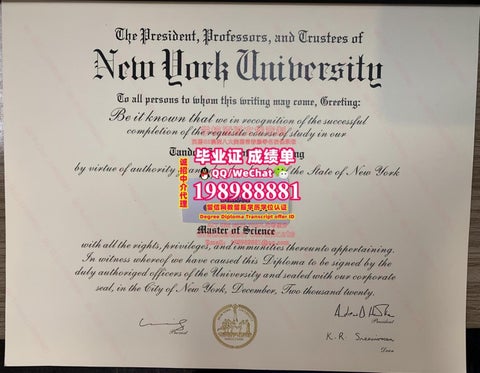 The President, Professors, and Trustees of
New York University
To all persons to whom this writing may come, Greeting:
Be it known that we in recognition of the successful
completion of the requisite course of study in our
毕业证 成绩单
by virtue of authority
the State of New York
QQ/WeChat
198988881
诚招中介代理
Degree Diploma Transcript offer ID
Master of Science
with all the rights, privileges, and immunities thereunto appertaining.
In witness whereof we have caused this Diploma to be signed by the
duly authorized officers of the University and sealed with our corporate
seal, in the City of New York, December, Two thousand twenty.
President
K. R. Sreenivasan
Dean